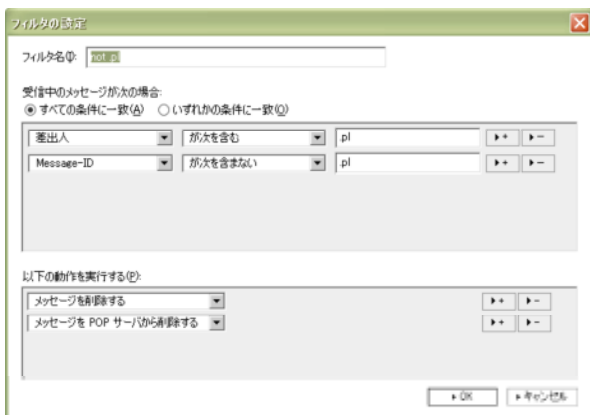 フィルタの設定
フィルタ名(I): not .pl
受信中のメッセージが次の場合:
すべての条件に一致(A) いずれかの条件に一致(O)
差出人 が次を含む .pl + -
Message-ID が次を含まない .pl + -
以下の動作を実行する(P):
メッセージを削除する + -
メッセージを POP サーバから削除する + -
OK キャンセル